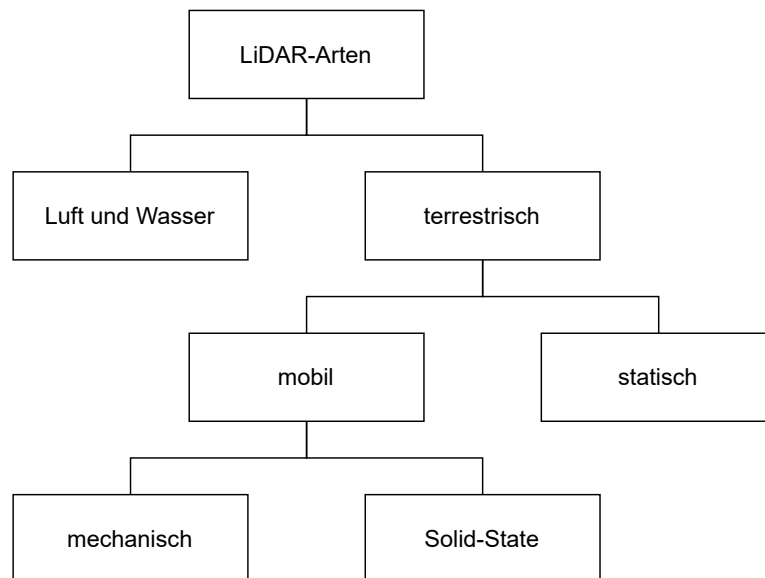 LiDAR-Arten
Luft und Wasser
terrestrisch
mobil
statisch
mechanisch
Solid-State